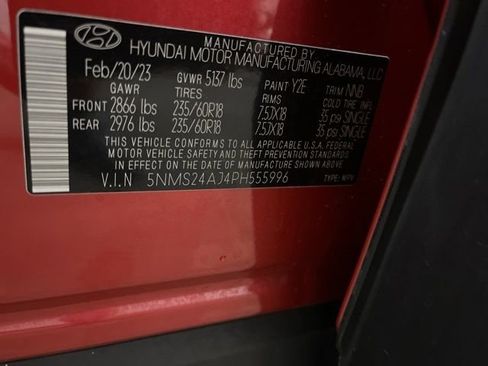 MANUFACTURED BY
HYUNDAI MOTOR MANUFACTURING ALABAMA, LLC
Feb/20/23 GVWR 5137 lbs PAINT Y2E TRIM NNB
GAWR TIRES RIMS COLD TIRE INFL
FRONT 2866 lbs 235/60R18 7.5JX18 35 psi SINGLE
REAR 2976 lbs 235/60R18 7.5JX18 35 psi SINGLE
THIS VEHICLE CONFORMS TO ALL APPLICABLE U.S.A FEDERAL
MOTOR VEHICLE SAFETY AND THEFT PREVENTION STANDARDS
IN EFFECT ON THE DATE OF MANUFACTURE SHOWN ABOVE.
V.I.N 5NMS24AJ4PH555996 TYPE: MPV